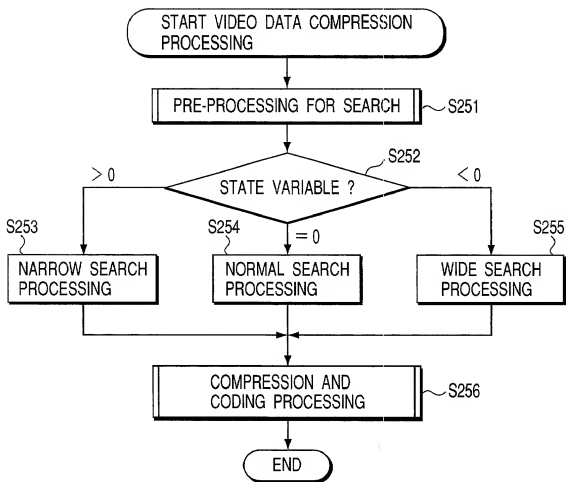 START VIDEO DATA COMPRESSION
PROCESSING
PRE-PROCESSING FOR SEARCH
S251
S252
> 0
STATE VARIABLE ?
< 0
S253
S254
= 0
S255
NARROW SEARCH
PROCESSING
NORMAL SEARCH
PROCESSING
WIDE SEARCH
PROCESSING
COMPRESSION AND
CODING PROCESSING
S256
END